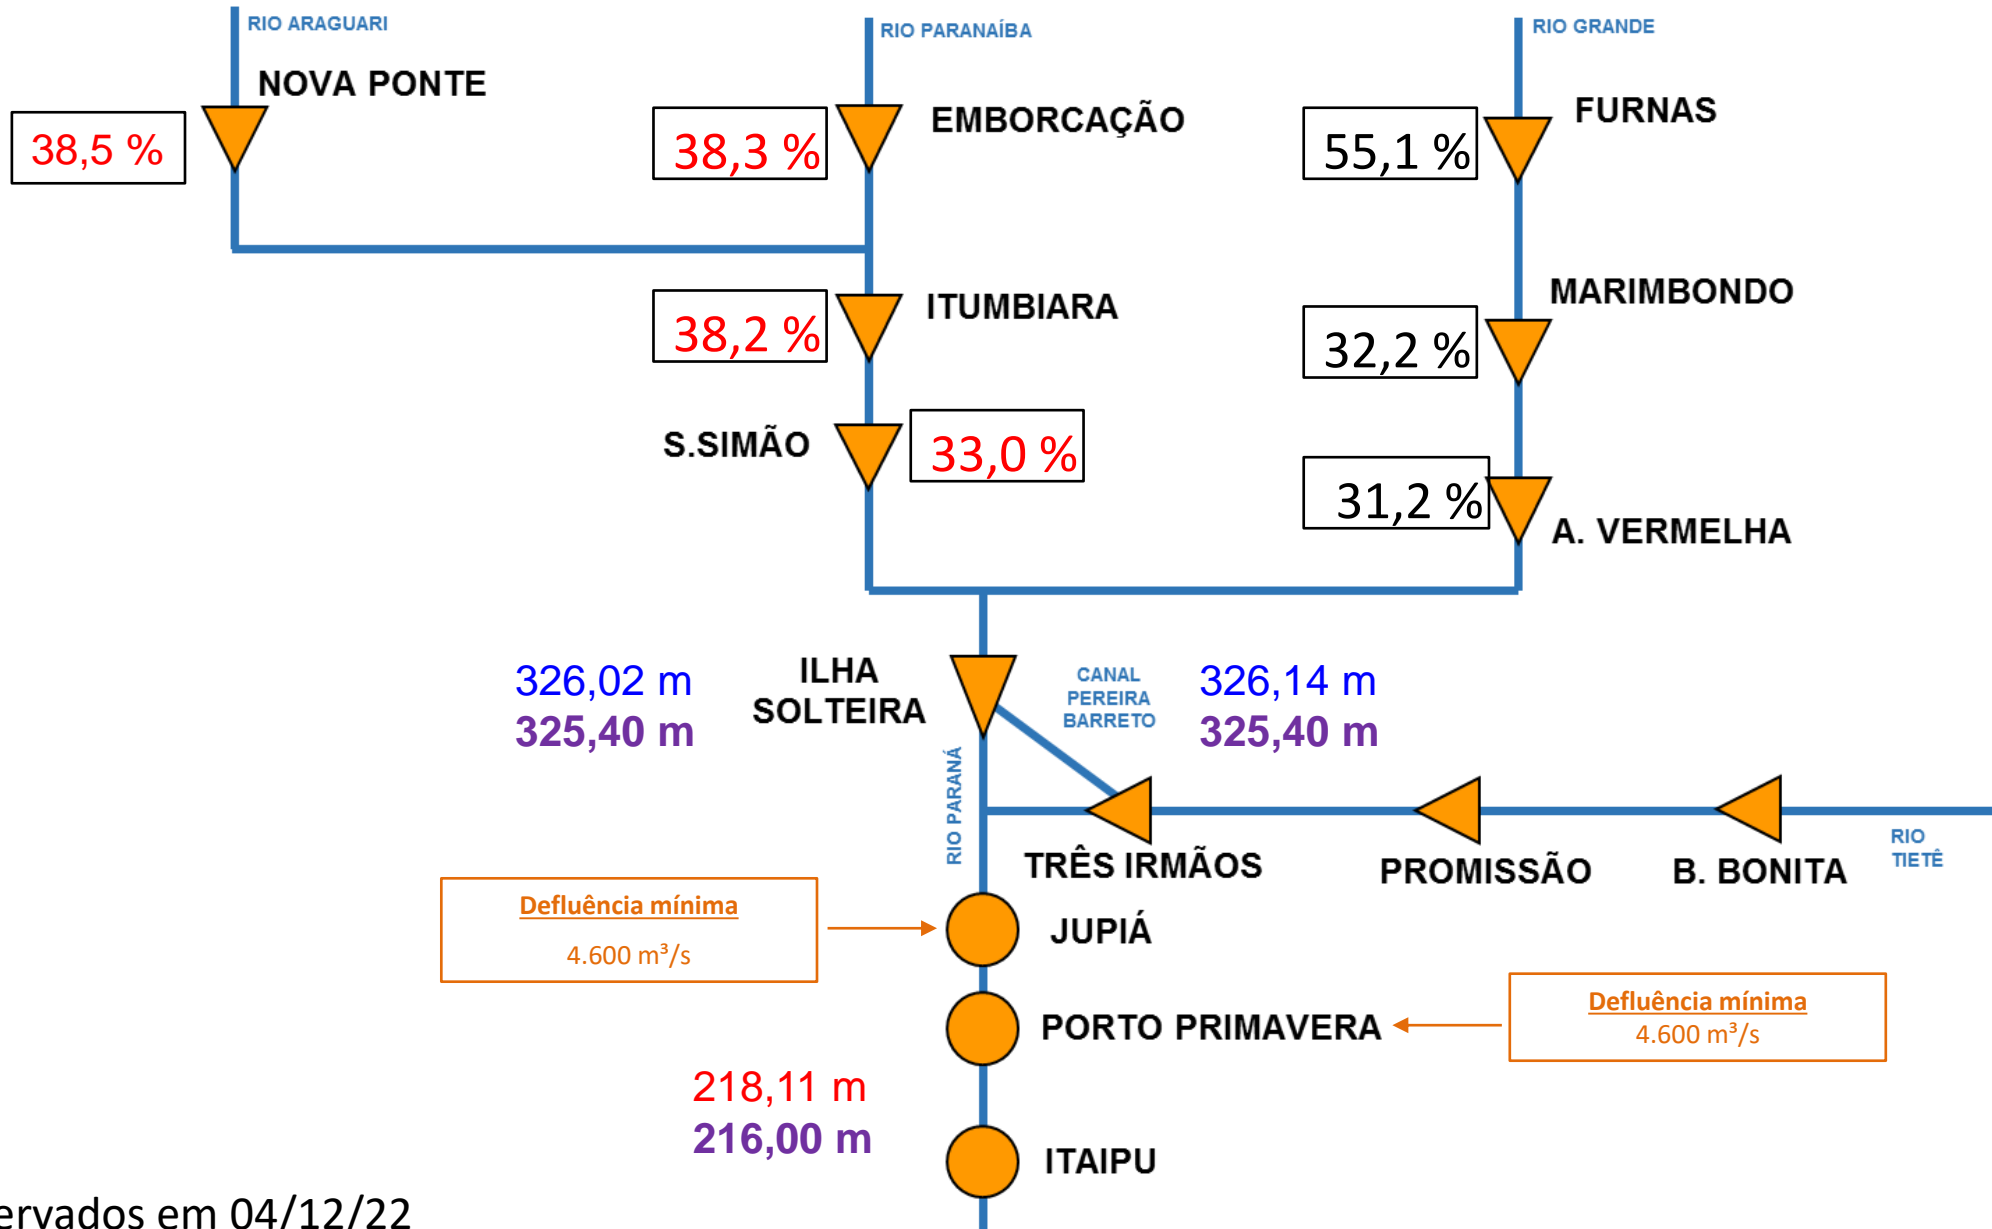 RIO ARAGUARI
NOVA PONTE
38,5 %
RIO PARANAÍBA
EMBORCAÇÃO
38,3 %
RIO GRANDE
FURNAS
55,1 %
ITUMBIARA
38,2 %
MARIMBONDO
32,2 %
S.SIMÃO
33,0 %
31,2 %
A. VERMELHA
326,02 m
325,40 m
ILHA
SOLTEIRA
CANAL
PEREIRA
BARRETO
326,14 m
325,40 m
RIO PARANÁ
TRÊS IRMÃOS
PROMISSÃO
B. BONITA
RIO
TIETÊ
Defluência mínima
4.600 m³/s
JUPIÁ
PORTO PRIMAVERA
Defluência mínima
4.600 m³/s
218,11 m
216,00 m
ITAIPU
em 04/12/22